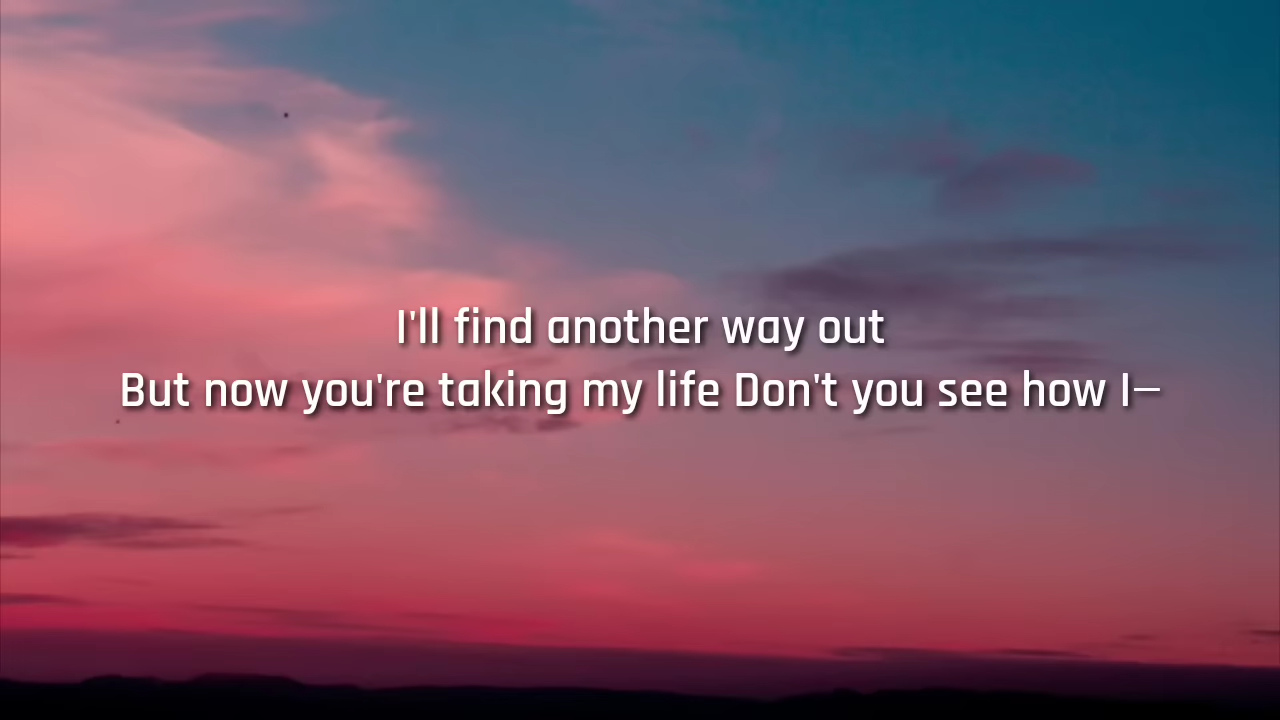 I'll find another way out
But now you're taking my life Don't you see how I—